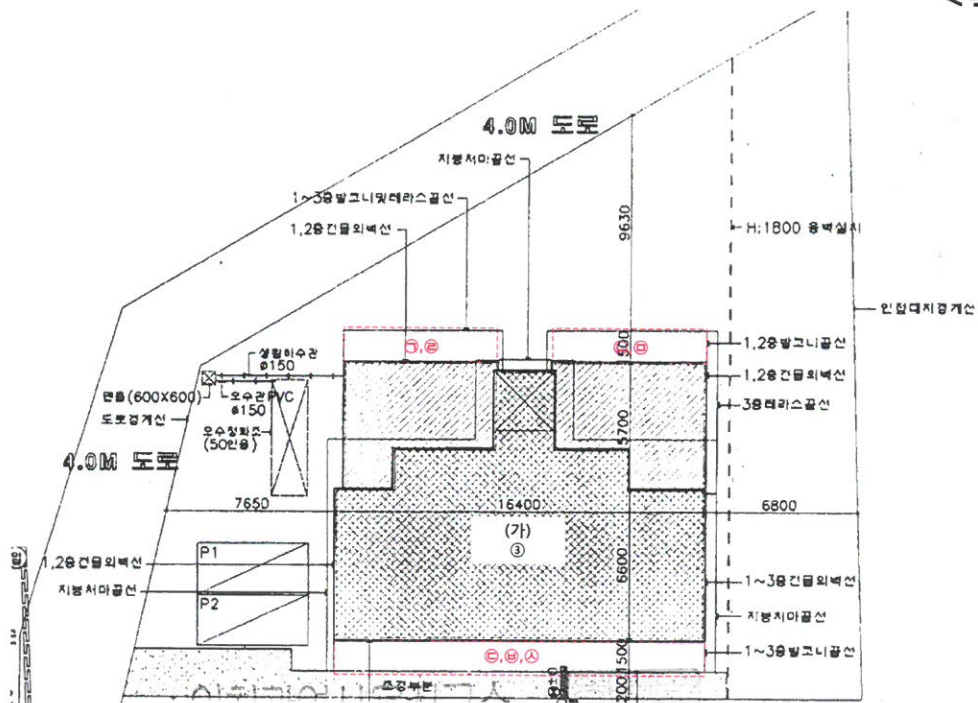 4.0M 도로
지붕처마끝선
1~3층발코니및테라스끝선
1,2층건물외벽선
9630
H:1800 옹벽설치
인접대지경계선
500
1,2층발코니끝선
생활하수관
ø150
1,2층건물외벽선
맨홀(600X600)
오수관PVC
ø150
3층테라스끝선
도로경계선
오수정화조
(50인용)
5700
4.0M 도로
7650
16400
6800
(가)
③
P1
1,2층건물외벽선
6600
1~3층건물외벽선
지붕처마끝선
P2
지붕처마끝선
㉢,㉥,㉦
1500
1~3층발코니끝선
조경부분